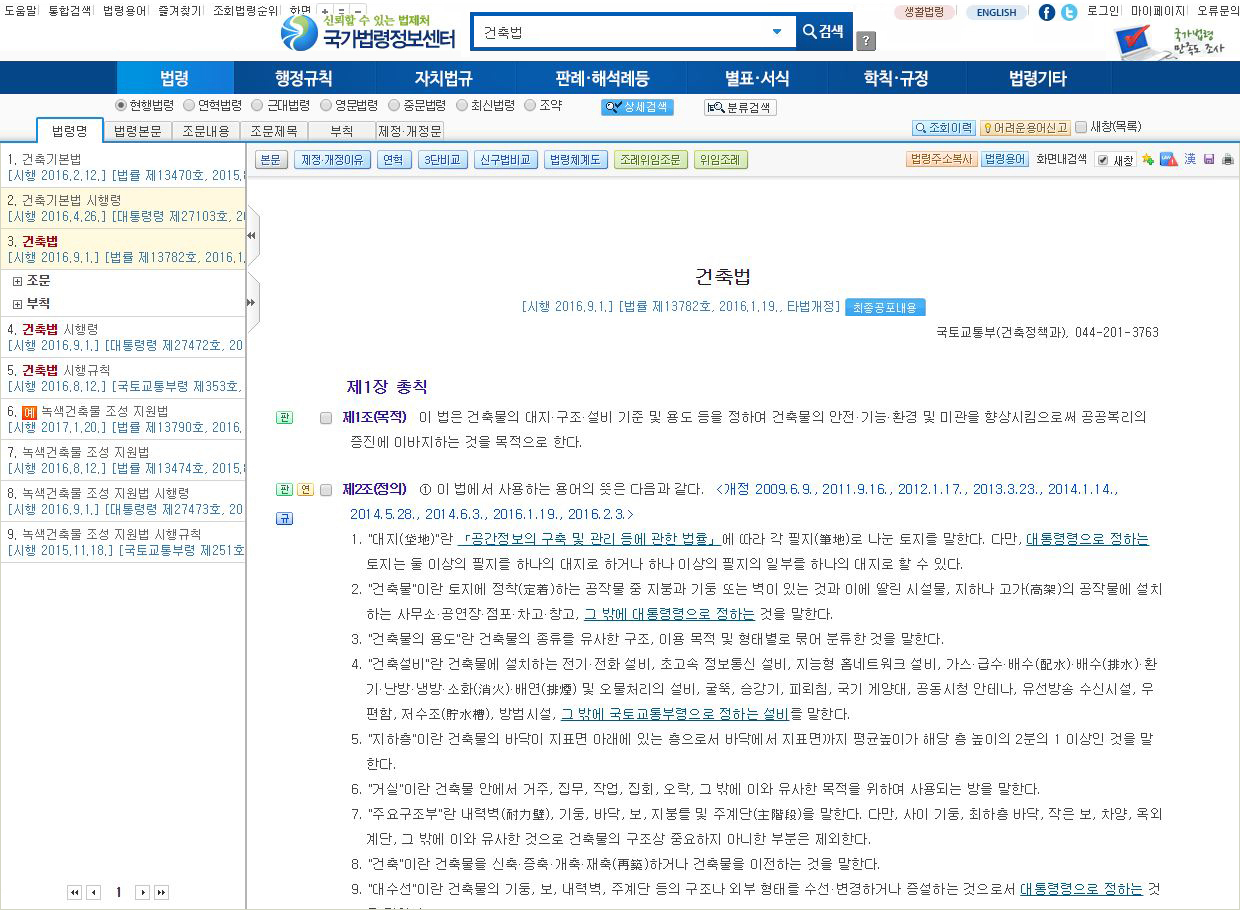 도움말 통합검색 법령용어 즐겨찾기 조회법령순위 화면 + = −
생활법령 ENGLISH 로그인 마이페이지 오류문의
신뢰할 수 있는 법제처
국가법령정보센터
건축법
검색
?
국가법령
만족도 조사
법령 행정규칙 자치법규 판례·해석례등 별표·서식 학칙·규정 법령기타
현행법령 연혁법령 근대법령 영문법령 중문법령 최신법령 조약 상세검색 분류검색
법령명 법령본문 조문내용 조문제목 부칙 제정·개정문
조회이력 어려운용어신고 새창(목록)
1. 건축기본법
[시행 2016.2.12.] [법률 제13470호, 2015.8
2. 건축기본법 시행령
[시행 2016.4.26.] [대통령령 제27103호, 20
3. 건축법
[시행 2016.9.1.] [법률 제13782호, 2016.1.
조문
부칙
4. 건축법 시행령
[시행 2016.9.1.] [대통령령 제27472호, 20
5. 건축법 시행규칙
[시행 2016.8.12.] [국토교통부령 제353호,
6. 예 녹색건축물 조성 지원법
[시행 2017.1.20.] [법률 제13790호, 2016.
7. 녹색건축물 조성 지원법
[시행 2016.8.12.] [법률 제13474호, 2015.8
8. 녹색건축물 조성 지원법 시행령
[시행 2016.9.1.] [대통령령 제27473호, 20
9. 녹색건축물 조성 지원법 시행규칙
[시행 2015.11.18.] [국토교통부령 제251호
1
본문 제정·개정이유 연혁 3단비교 신구법비교 법령체계도 조례위임조문 위임조례
법령주소복사 법령용어 화면내검색 새창 漢
건축법
[시행 2016.9.1.] [법률 제13782호, 2016.1.19., 타법개정] 최종공포내용
국토교통부(건축정책과), 044-201-3763
제1장 총칙
판 제1조(목적) 이 법은 건축물의 대지·구조·설비 기준 및 용도 등을 정하여 건축물의 안전·기능·환경 및 미관을 향상시킴으로써 공공복리의
증진에 이바지하는 것을 목적으로 한다.
판 연 제2조(정의) ① 이 법에서 사용하는 용어의 뜻은 다음과 같다. <개정 2009.6.9., 2011.9.16., 2012.1.17., 2013.3.23., 2014.1.14.,
규 2014.5.28., 2014.6.3., 2016.1.19., 2016.2.3.>
1. "대지(垈地)"란 「공간정보의 구축 및 관리 등에 관한 법률」에 따라 각 필지(筆地)로 나눈 토지를 말한다. 다만, 대통령령으로 정하는
토지는 둘 이상의 필지를 하나의 대지로 하거나 하나 이상의 필지의 일부를 하나의 대지로 할 수 있다.
2. "건축물"이란 토지에 정착(定着)하는 공작물 중 지붕과 기둥 또는 벽이 있는 것과 이에 딸린 시설물, 지하나 고가(高架)의 공작물에 설치
하는 사무소·공연장·점포·차고·창고, 그 밖에 대통령령으로 정하는 것을 말한다.
3. "건축물의 용도"란 건축물의 종류를 유사한 구조, 이용 목적 및 형태별로 묶어 분류한 것을 말한다.
4. "건축설비"란 건축물에 설치하는 전기·전화 설비, 초고속 정보통신 설비, 지능형 홈네트워크 설비, 가스·급수·배수(配水)·배수(排水)·환
기·난방·냉방·소화(消火)·배연(排煙) 및 오물처리의 설비, 굴뚝, 승강기, 피뢰침, 국기 게양대, 공동시청 안테나, 유선방송 수신시설, 우
편함, 저수조(貯水槽), 방범시설, 그 밖에 국토교통부령으로 정하는 설비를 말한다.
5. "지하층"이란 건축물의 바닥이 지표면 아래에 있는 층으로서 바닥에서 지표면까지 평균높이가 해당 층 높이의 2분의 1 이상인 것을 말
한다.
6. "거실"이란 건축물 안에서 거주, 집무, 작업, 집회, 오락, 그 밖에 이와 유사한 목적을 위하여 사용되는 방을 말한다.
7. "주요구조부"란 내력벽(耐力壁), 기둥, 바닥, 보, 지붕틀 및 주계단(主階段)을 말한다. 다만, 사이 기둥, 최하층 바닥, 작은 보, 차양, 옥외
계단, 그 밖에 이와 유사한 것으로 건축물의 구조상 중요하지 아니한 부분은 제외한다.
8. "건축"이란 건축물을 신축·증축·개축·재축(再築)하거나 건축물을 이전하는 것을 말한다.
9. "대수선"이란 건축물의 기둥, 보, 내력벽, 주계단 등의 구조나 외부 형태를 수선·변경하거나 증설하는 것으로서 대통령령으로 정하는 것